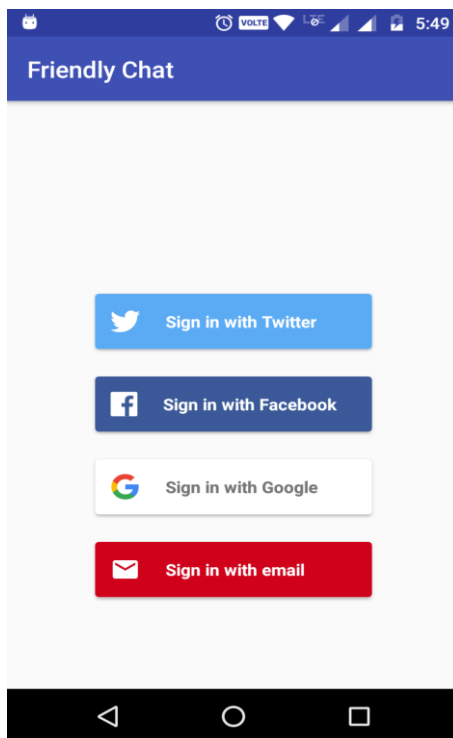 VOLTE LTE 5:49
Friendly Chat
Sign in with Twitter
Sign in with Facebook
Sign in with Google
Sign in with email